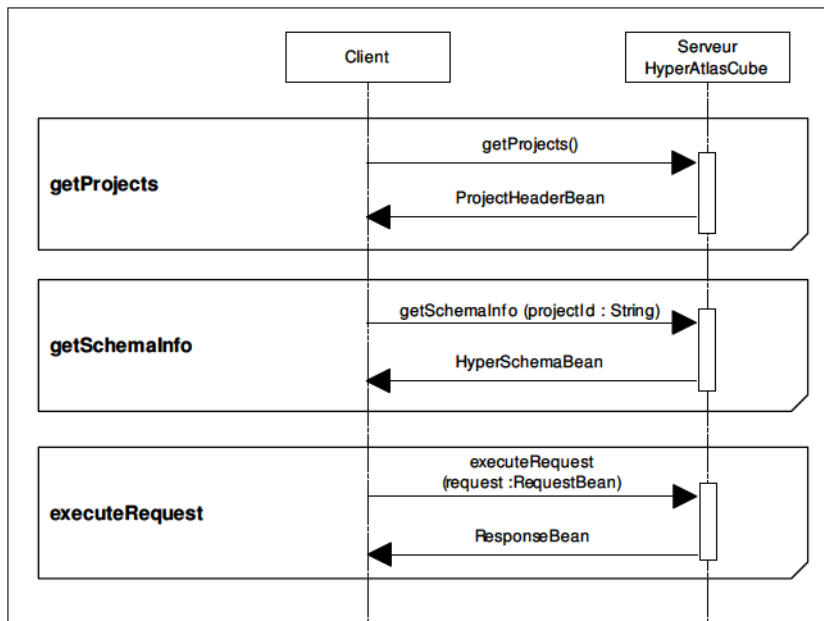 Client
Serveur
HyperAtlasCube
getProjects
getProjects()
ProjectHeaderBean
getSchemaInfo
getSchemaInfo (projectId : String)
HyperSchemaBean
executeRequest
executeRequest
(request :RequestBean)
ResponseBean